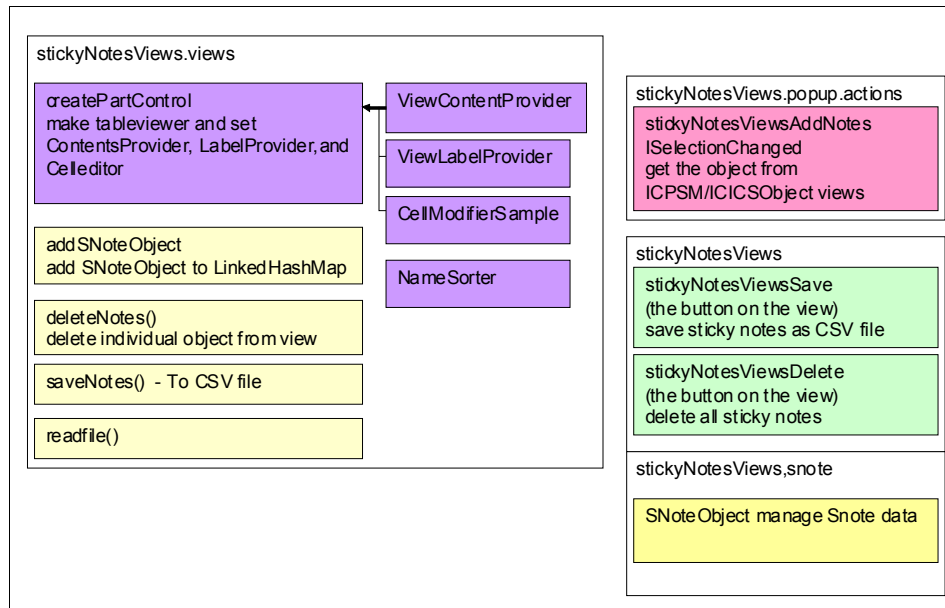 stickyNotesViews.views
createPartControl
make tableviewer and set
ContentsProvider, LabelProvider,and
Celleditor
ViewContentProvider
ViewLabelProvider
CellModifierSample
NameSorter
addSNoteObject
add SNoteObject to LinkedHashMap
deleteNotes()
delete individual object from view
saveNotes() - To CSV file
readfile()
stickyNotesViews.popup.actions
stickyNotesViewsAddNotes
ISelectionChanged
get the object from
ICPSM/ICICSObject views
stickyNotesViews
stickyNotesViewsSave
(the button on the view)
save sticky notes as CSV file
stickyNotesViewsDelete
(the button on the view)
delete all sticky notes
stickyNotesViews,snote
SNoteObject manage Snote data